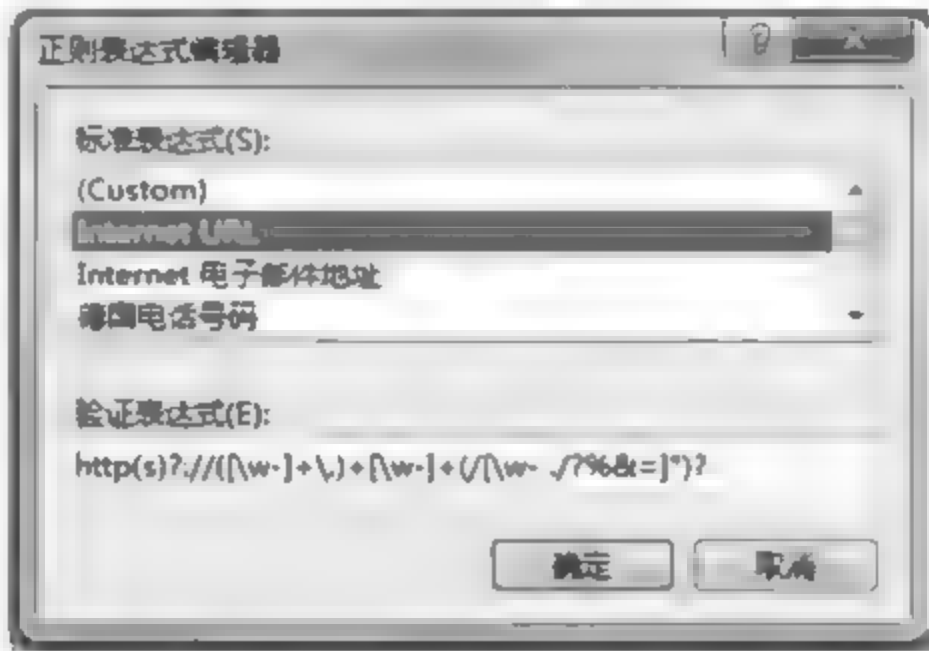 正则表达式编辑器
标准表达式(S):
(Custom)
Internet URL
Internet 电子邮件地址
德国电话号码
验证表达式(E):
http(s)?://([\w-]+\.)+[\w-]+(/[\w- ./?%&=]*)?
确定
取消